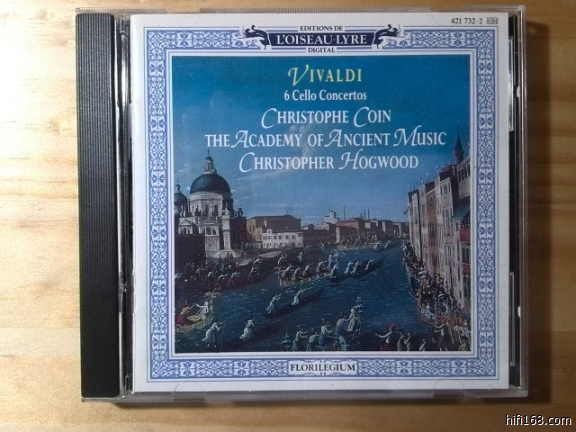 EDITIONS DE
L'OISEAU-LYRE
DIGITAL
421 732-2
VIVALDI
6 Cello Concertos
CHRISTOPHE COIN
THE ACADEMY OF ANCIENT MUSIC
CHRISTOPHER HOGWOOD
FLORILEGIUM
hifi168.com